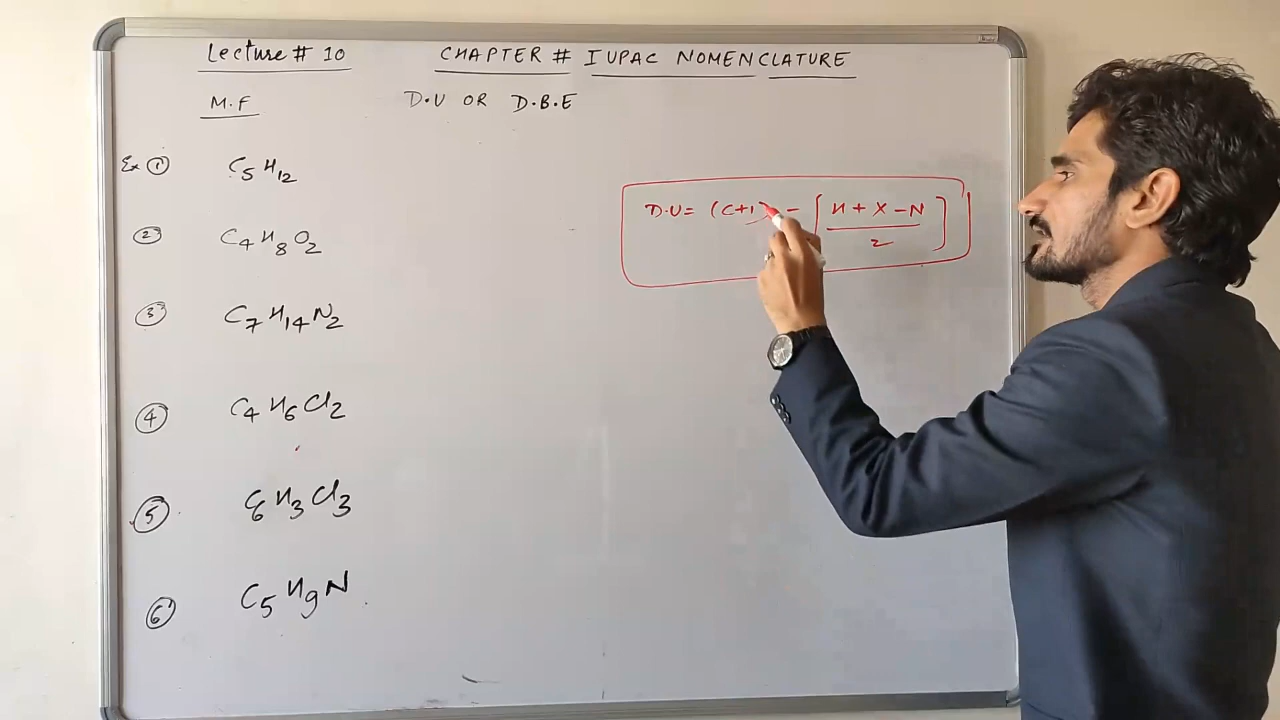 Lecture # 10 CHAPTER # IUPAC NOMENCLATURE
M.F D.U OR D.B.E
Ex ① C5H12
② C4H8O2
③ C7H14N2
④ C4H6Cl2
⑤ C6H3Cl3
⑥ C5H9N
D.U = (C+1) - [H + X - N
2]